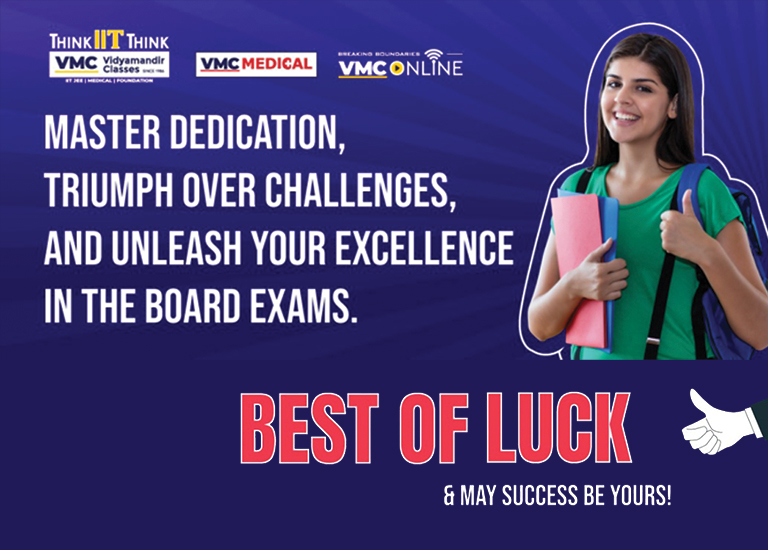 THINK IIT THINK
VMC Vidyamandir Classes SINCE 1986
IIT JEE | MEDICAL | FOUNDATION
VMC MEDICAL
BREAKING BOUNDARIES
VMC ONLINE
MASTER DEDICATION,
TRIUMPH OVER CHALLENGES,
AND UNLEASH YOUR EXCELLENCE
IN THE BOARD EXAMS.
BEST OF LUCK
& MAY SUCCESS BE YOURS!